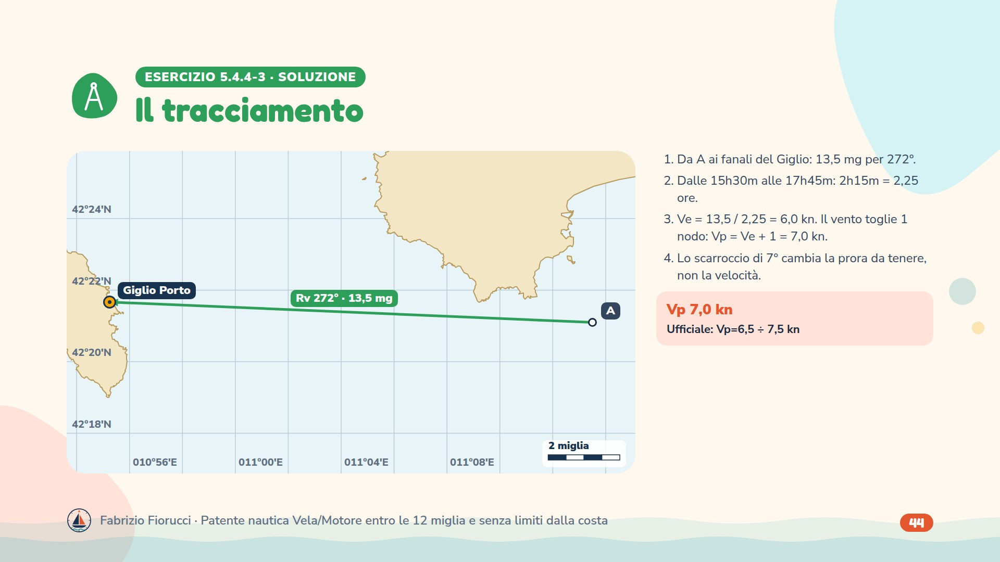 ESERCIZIO 5.4.4-3 · SOLUZIONE
Il tracciamento
42°24'N
42°22'N
Giglio Porto
Rv 272° · 13,5 mg
A
42°20'N
42°18'N
2 miglia
010°56'E
011°00'E
011°04'E
011°08'E
1. Da A ai fanali del Giglio: 13,5 mg per 272°.
2. Dalle 15h30m alle 17h45m: 2h15m = 2,25
ore.
3. Ve = 13,5 / 2,25 = 6,0 kn. Il vento toglie 1
nodo: Vp = Ve + 1 = 7,0 kn.
4. Lo scarroccio di 7° cambia la prora da tenere,
non la velocità.
Vp 7,0 kn
Ufficiale: Vp=6,5 ÷ 7,5 kn
Fabrizio Fiorucci · Patente nautica Vela/Motore entro le 12 miglia e senza limiti dalla costa
44